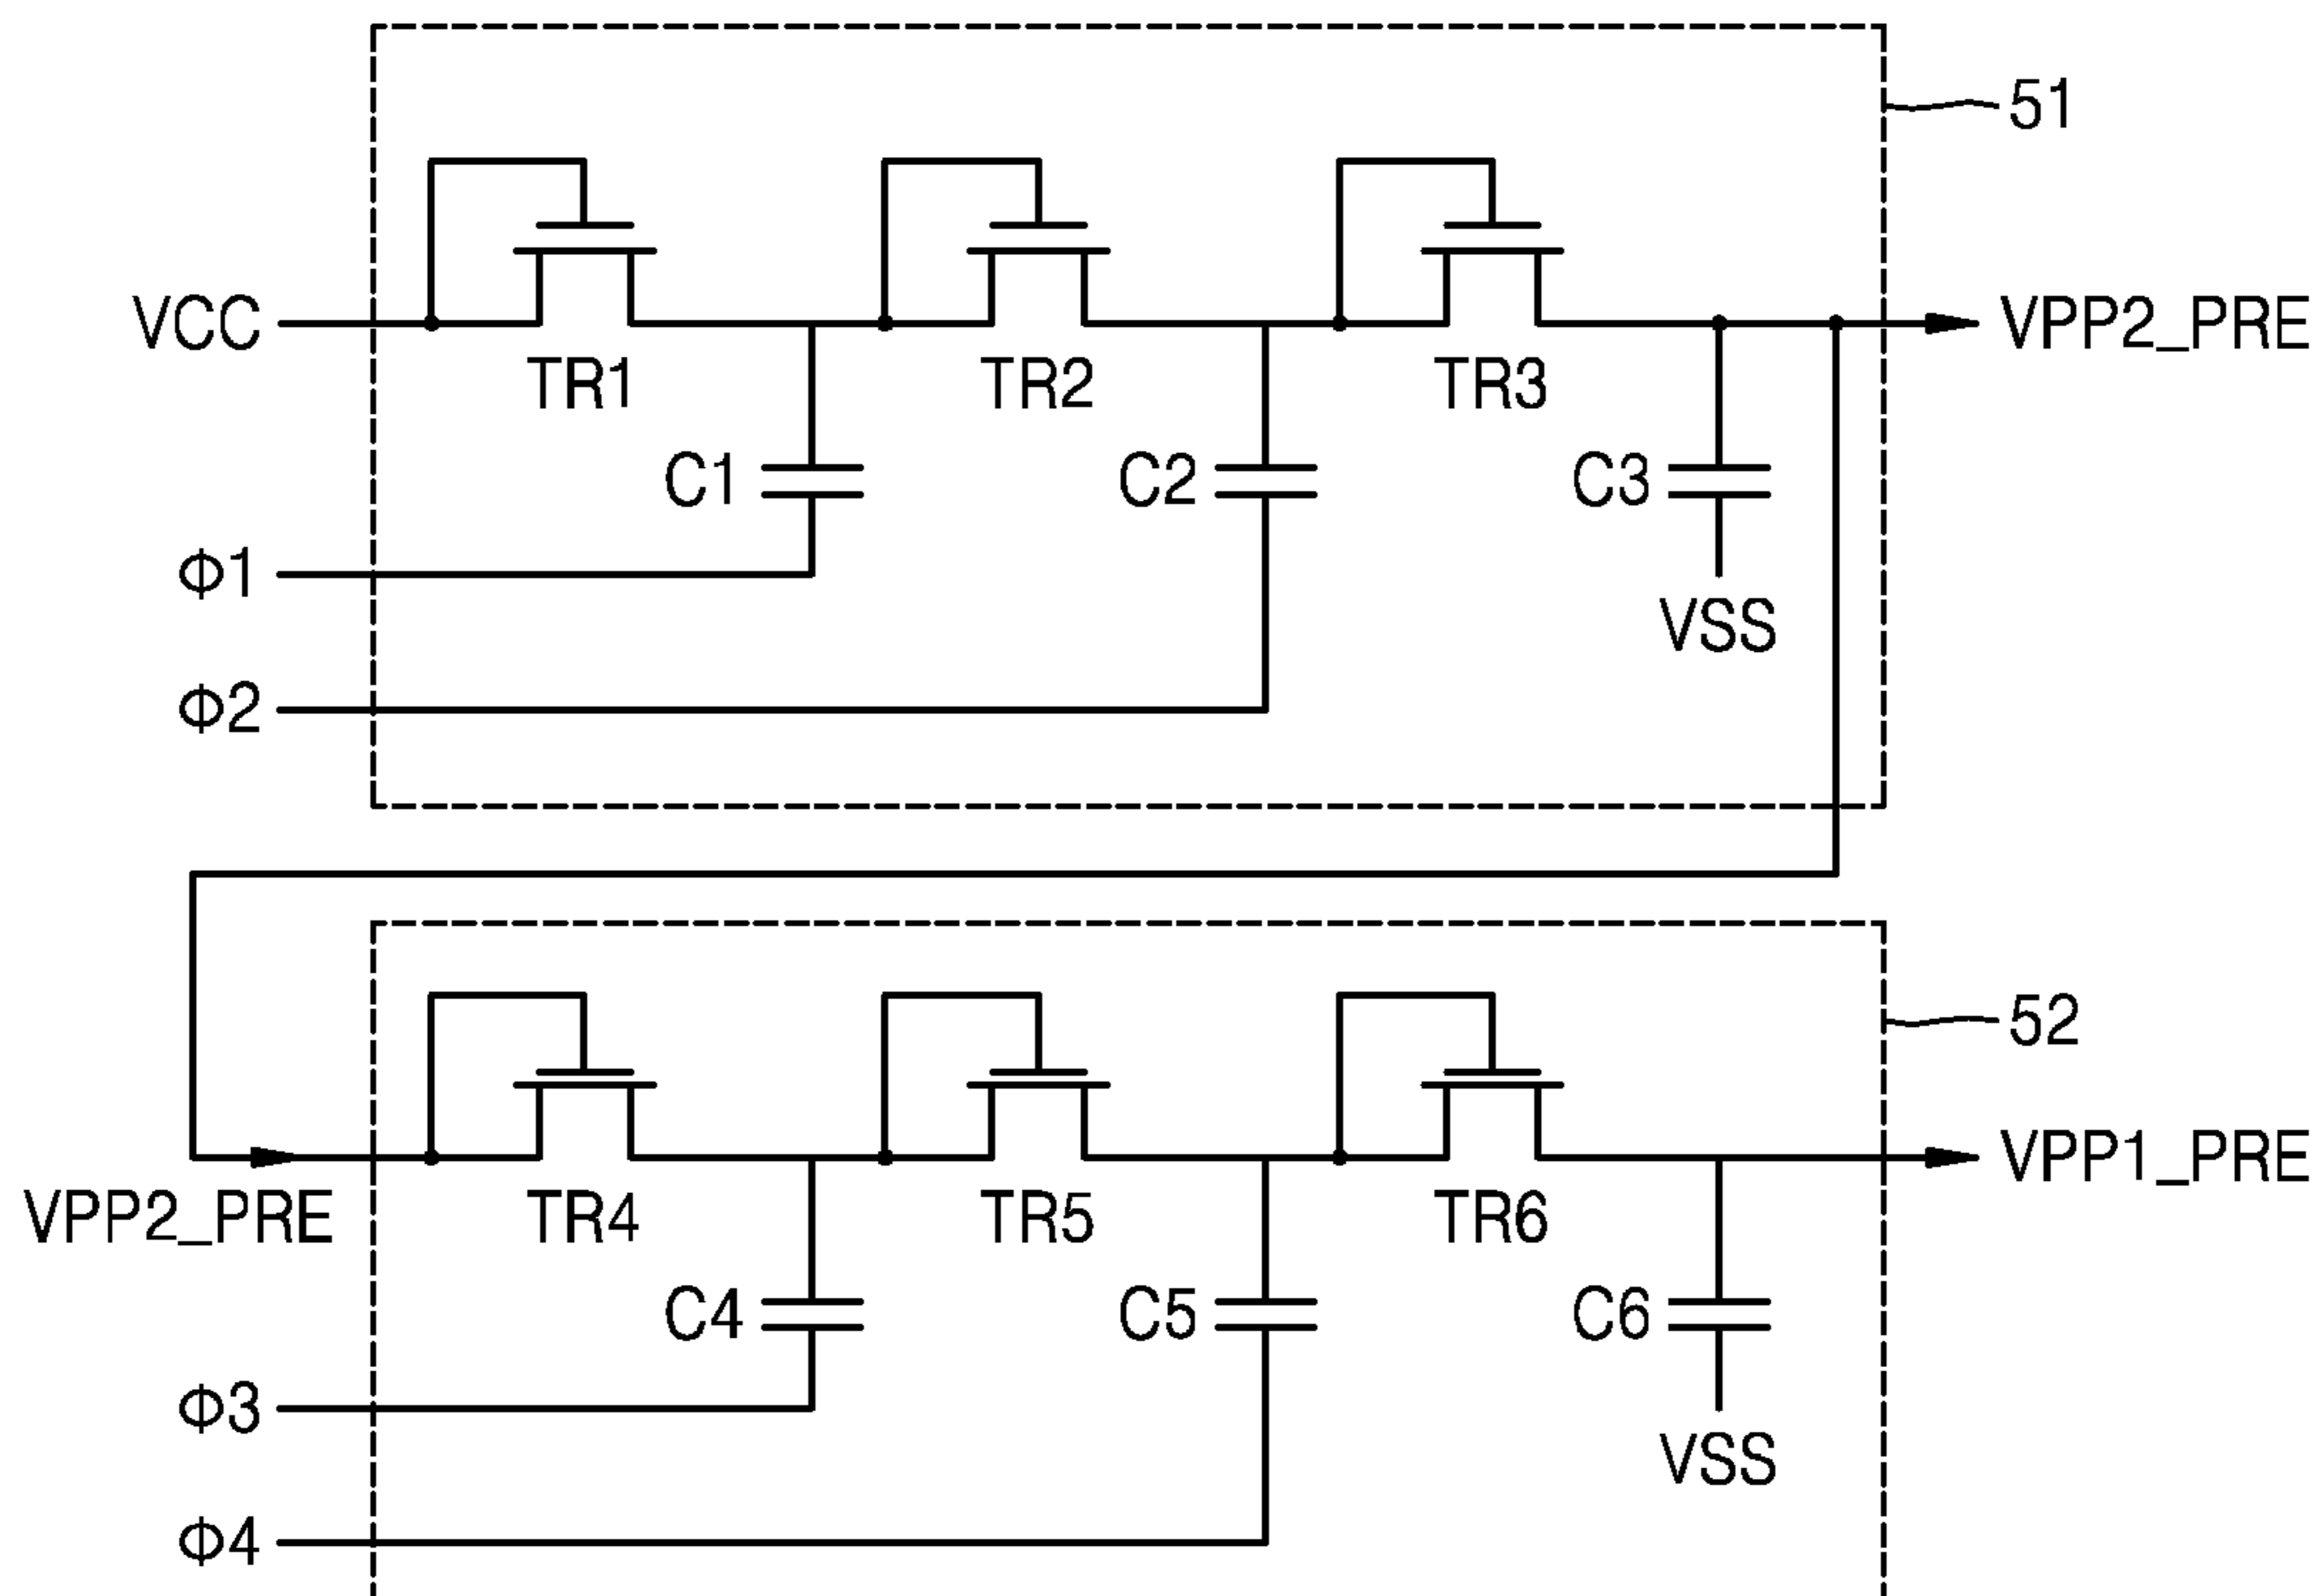 51
VCC
TR1
TR2
TR3
VPP2_PRE
C1
C2
C3
Φ1
VSS
Φ2
52
VPP2_PRE
TR4
TR5
TR6
VPP1_PRE
C4
C5
C6
Φ3
VSS
Φ4